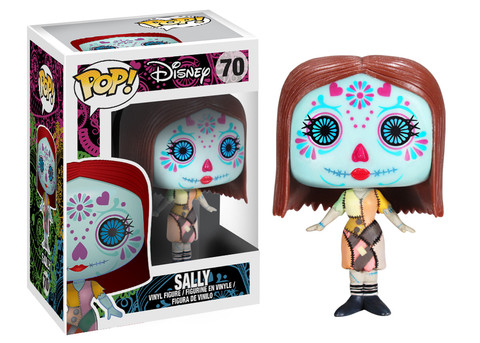 POP!
Disney
70
SALLY
VINYL FIGURE / FIGURINE EN VINYLE /
FIGURA DE VINILO